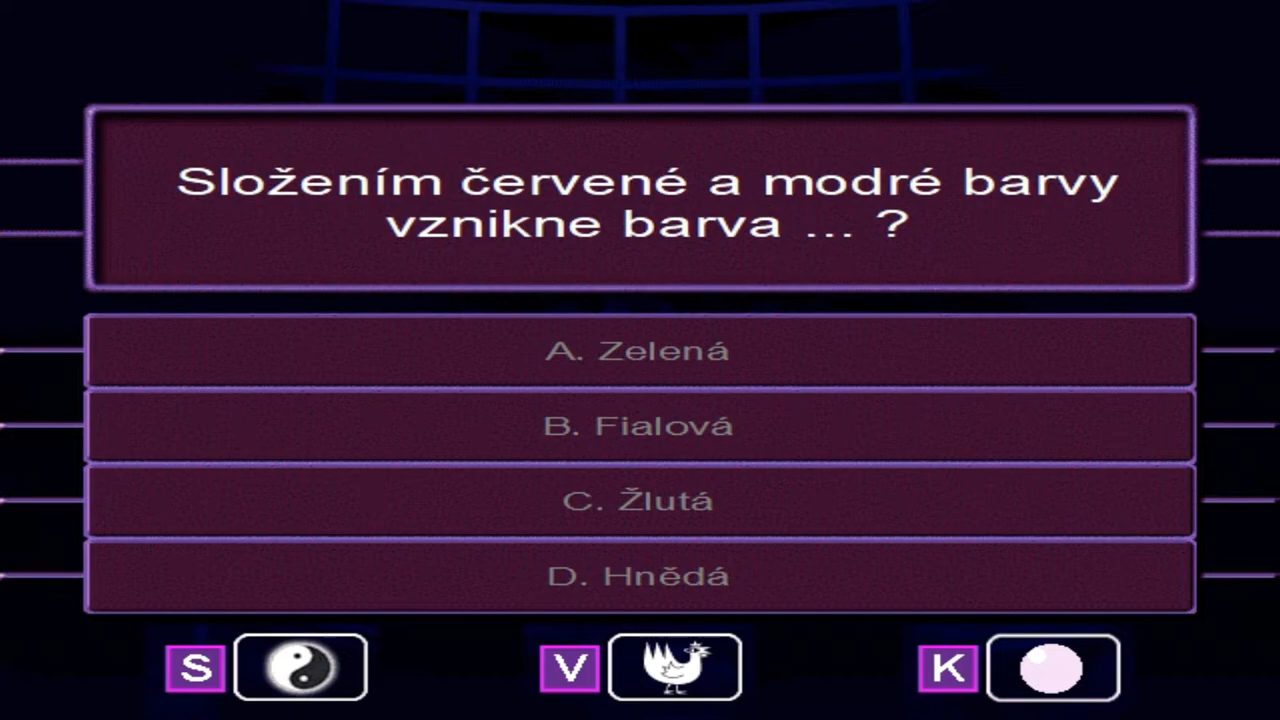 Složením červené a modré barvy
vznikne barva ... ?
A. Zelená
B. Fialová
C. Žlutá
D. Hnědá
S V K